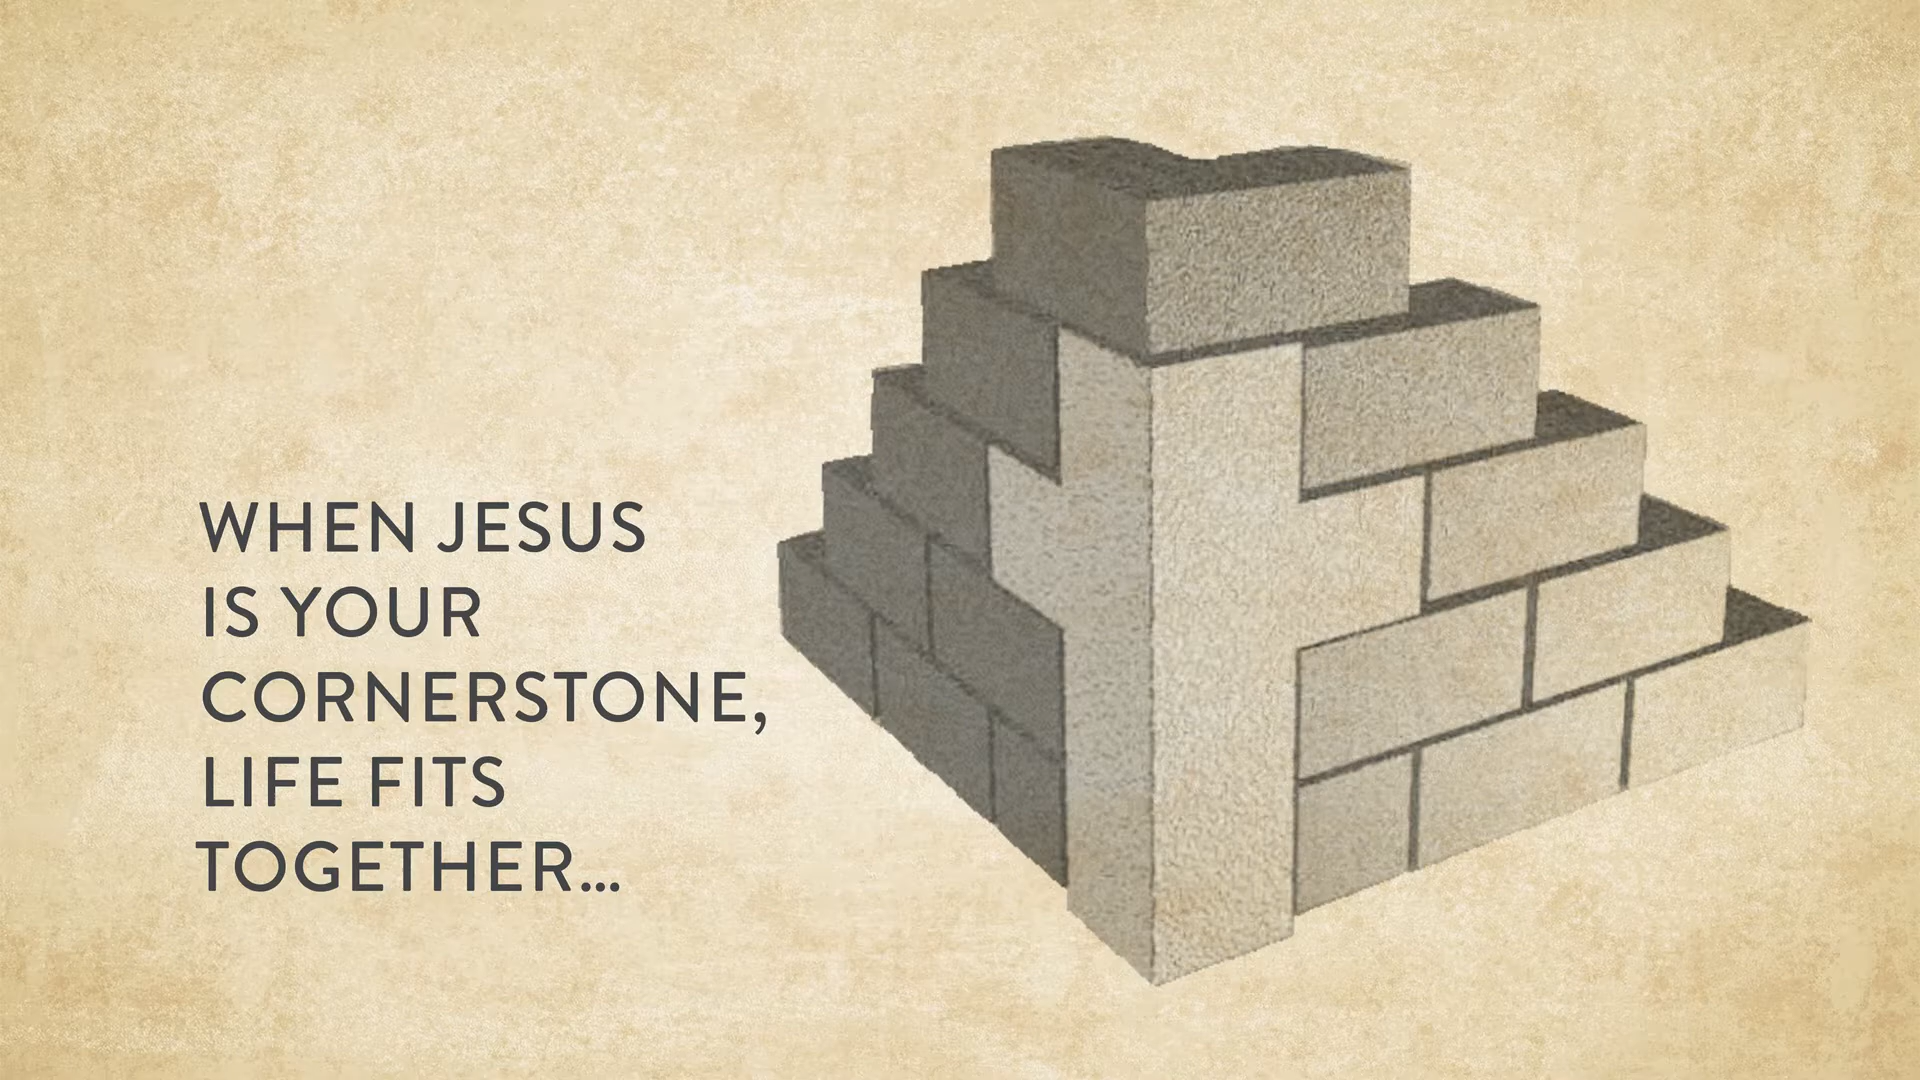 WHEN JESUS
IS YOUR
CORNERSTONE,
LIFE FITS
TOGETHER...